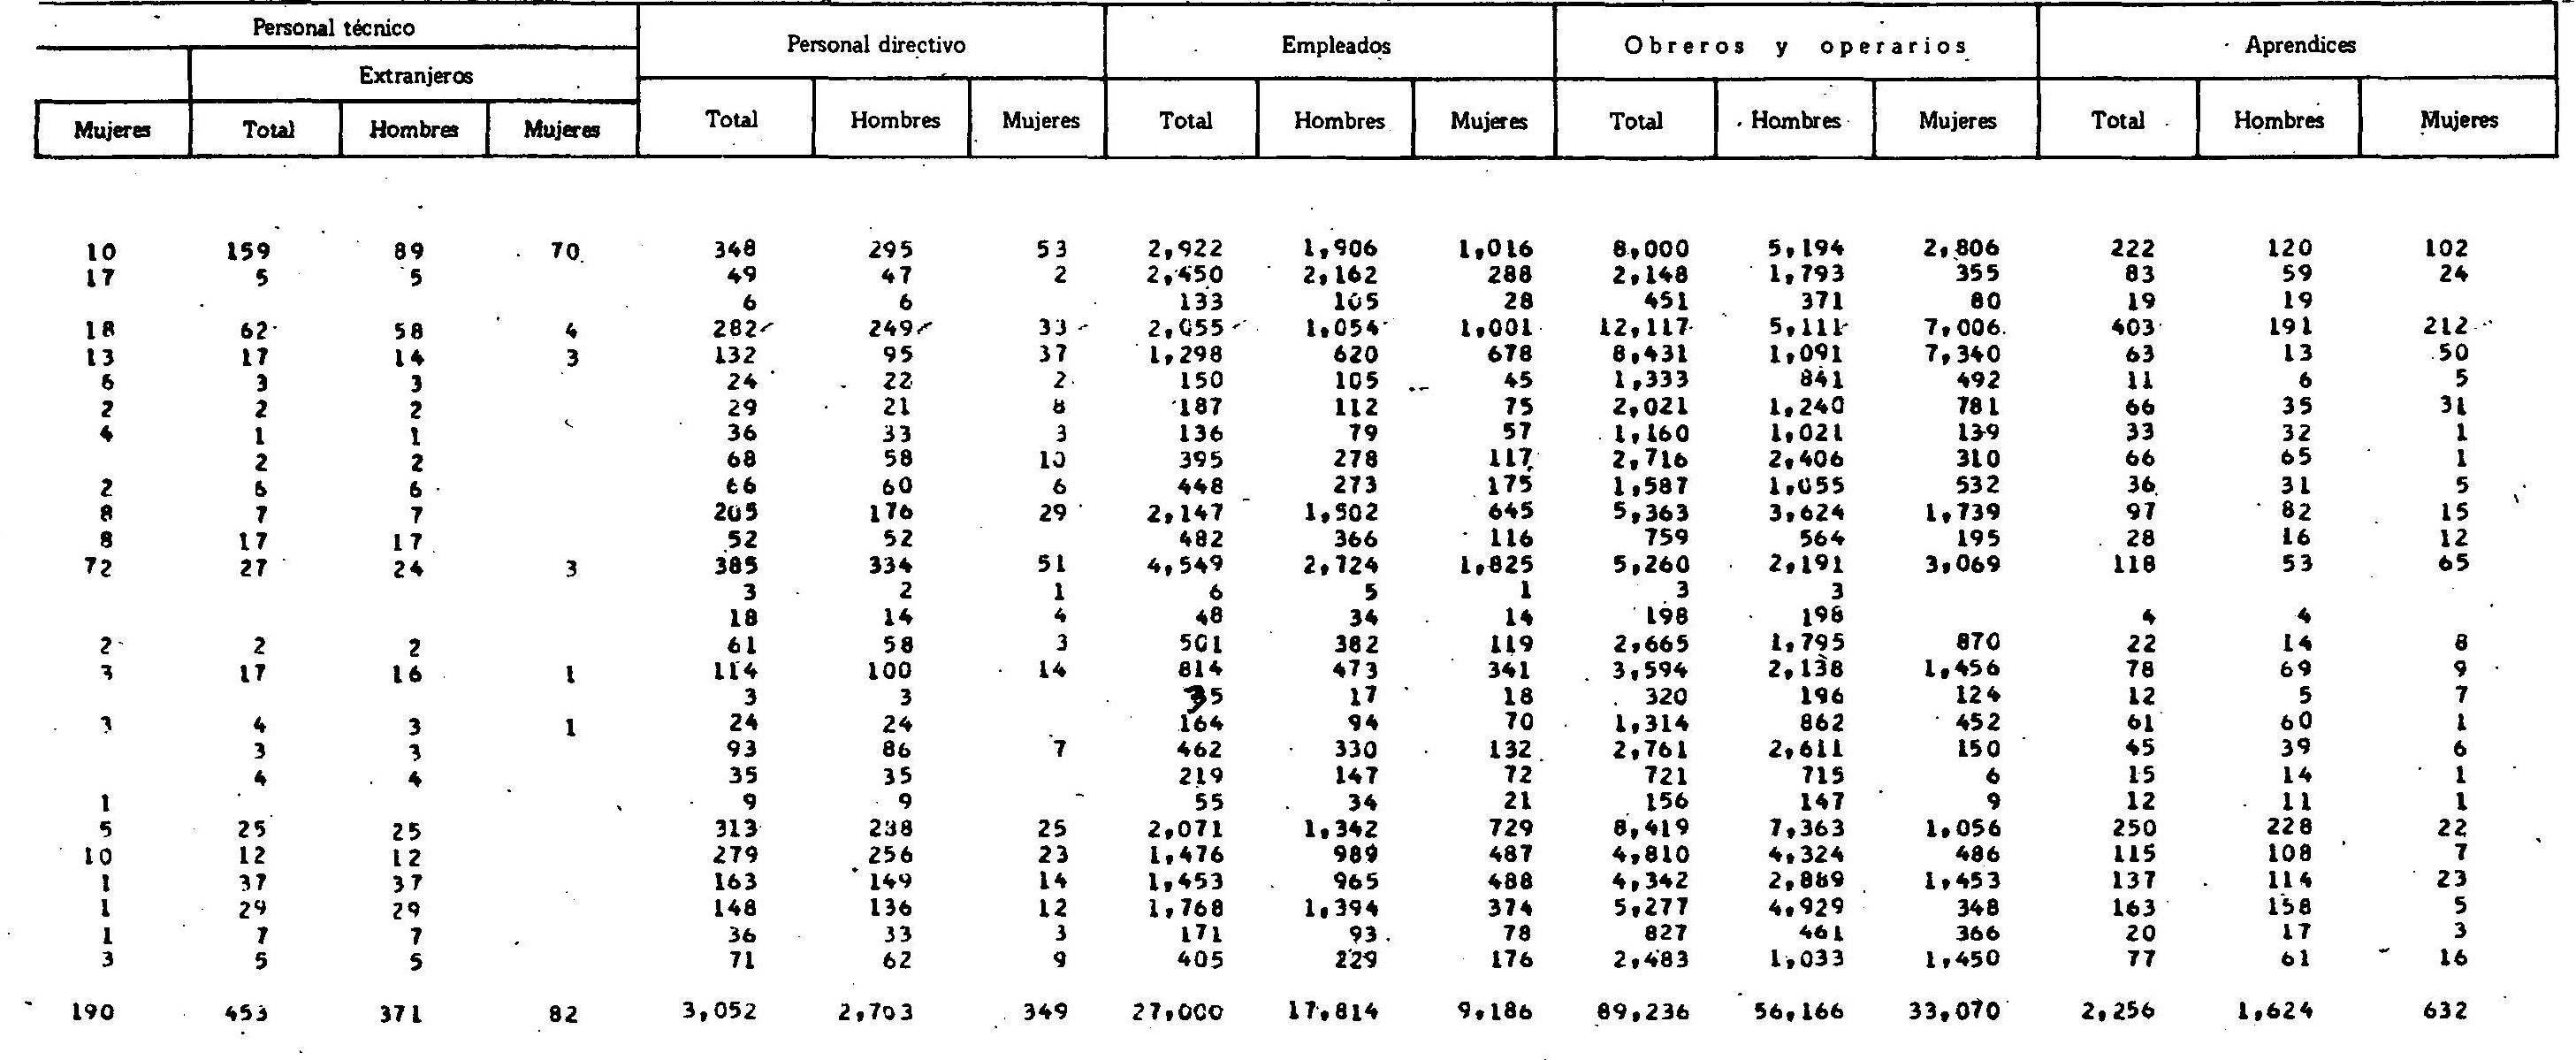 Personal técnico Personal directivo Empleados Obreros y operarios Aprendices
Extranjeros
Mujeres Total Hombres Mujeres Total Hombres Mujeres Total Hombres Mujeres Total Hombres Mujeres Total Hombres Mujeres
10 159 89 70 348 295 53 2,922 1,906 1,016 8,000 5,194 2,806 222 120 102
17 5 5 49 47 2 2,450 2,162 288 2,148 1,793 355 83 59 24
6 6 133 105 28 451 371 80 19 19
18 62 58 4 282 249 33 2,055 1,054 1,001 12,117 5,111 7,006 403 191 212
13 17 14 3 132 95 37 1,298 620 678 8,431 1,091 7,340 63 13 50
6 3 3 24 22 2 150 105 45 1,333 841 492 11 6 5
2 2 2 29 21 8 187 112 75 2,021 1,240 781 66 35 31
4 1 1 36 33 3 136 79 57 1,160 1,021 139 33 32 1
2 2 68 58 10 395 278 117 2,716 2,406 310 66 65 1
2 6 6 66 60 6 448 273 175 1,587 1,055 532 36 31 5
8 7 7 205 176 29 2,147 1,502 645 5,363 3,624 1,739 97 82 15
8 17 17 52 52 482 366 116 759 564 195 28 16 12
72 27 24 3 385 334 51 4,549 2,724 1,825 5,260 2,191 3,069 118 53 65
3 2 1 6 5 1 3 3
18 14 4 48 34 14 198 198 4 4
2 2 2 61 58 3 501 382 119 2,665 1,795 870 22 14 8
3 17 16 1 114 100 14 814 473 341 3,594 2,138 1,456 78 69 9
3 3 35 17 18 320 196 124 12 5 7
3 4 3 1 24 24 164 94 70 1,314 862 452 61 60 1
3 3 93 86 7 462 330 132 2,761 2,611 150 45 39 6
4 4 35 35 219 147 72 721 715 6 15 14 1
1 9 9 55 34 21 156 147 9 12 11 1
5 25 25 313 288 25 2,071 1,342 729 8,419 7,363 1,056 250 228 22
10 12 12 279 256 23 1,476 989 487 4,810 4,324 486 115 108 7
1 37 37 163 149 14 1,453 965 488 4,342 2,889 1,453 137 114 23
1 29 29 148 136 12 1,768 1,394 374 5,277 4,929 348 163 158 5
1 7 7 36 33 3 171 93 78 827 461 366 20 17 3
3 5 5 71 62 9 405 229 176 2,483 1,033 1,450 77 61 16
190 453 371 82 3,052 2,703 349 27,000 17,814 9,186 89,236 56,166 33,070 2,256 1,624 632